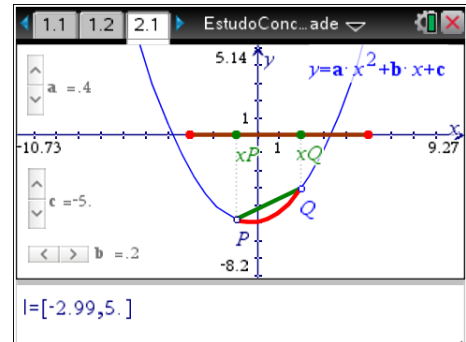 1.1 1.2 2.1 EstudoConc...ade
5.14 y y=a·x²+b·x+c
a =.4
1
x
-10.73 xP 1 xQ 9.27
c =-5.
Q
P
b =.2
-8.2
I=[-2.99,5.]